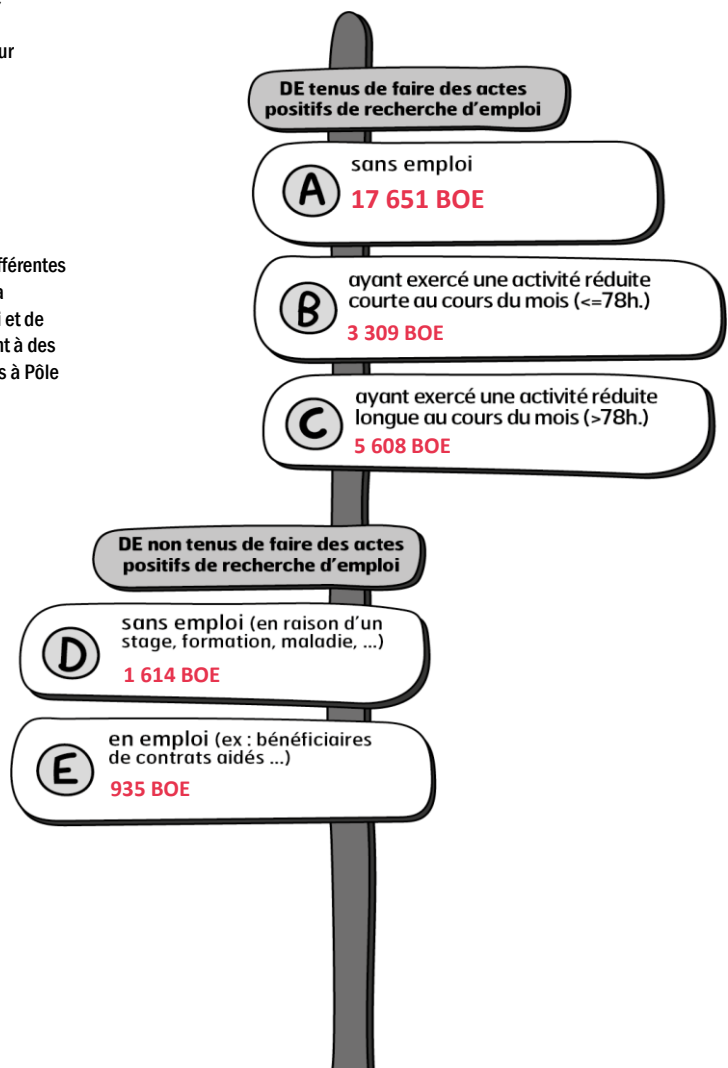 ur
DE tenus de faire des actes
positifs de recherche d'emploi
A
sans emploi
17 651 BOE
fférentes
a
i et de
nt à des
s à Pôle
B
ayant exercé une activité réduite
courte au cours du mois (<=78h.)
3 309 BOE
C
ayant exercé une activité réduite
longue au cours du mois (>78h.)
5 608 BOE
DE non tenus de faire des actes
positifs de recherche d'emploi
D
sans emploi (en raison d'un
stage, formation, maladie, ...)
1 614 BOE
E
en emploi (ex : bénéficiaires
de contrats aidés ...)
935 BOE